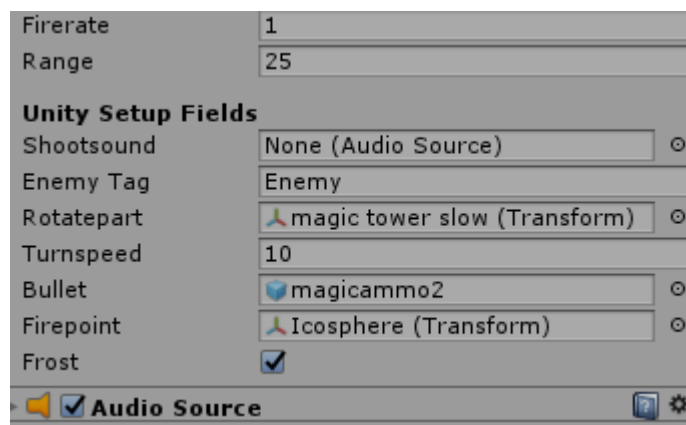 Firerate 1
Range 25
Unity Setup Fields
Shootsound None (Audio Source)
Enemy Tag Enemy
Rotatepart magic tower slow (Transform)
Turnspeed 10
Bullet magicammo2
Firepoint Icosphere (Transform)
Frost
Audio Source